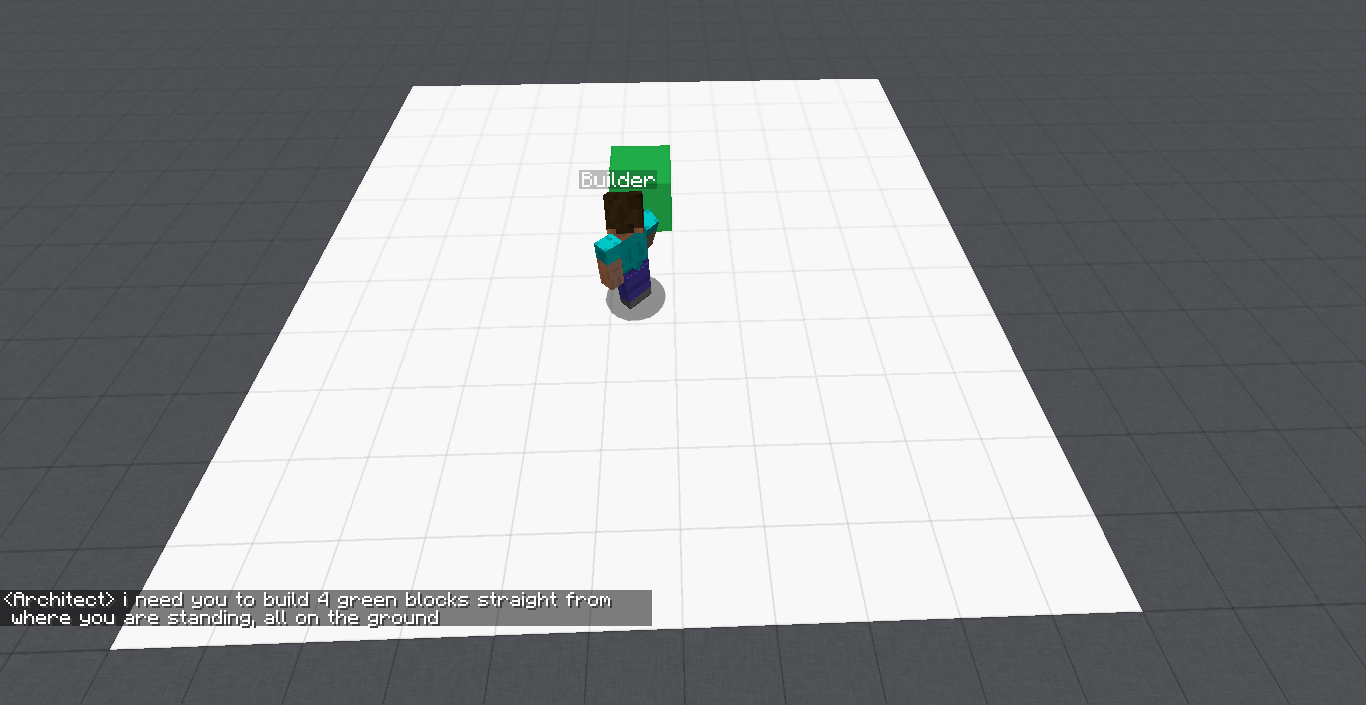 Builder
<Architect> i need you to build 4 green blocks straight from
where you are standing, all on the ground